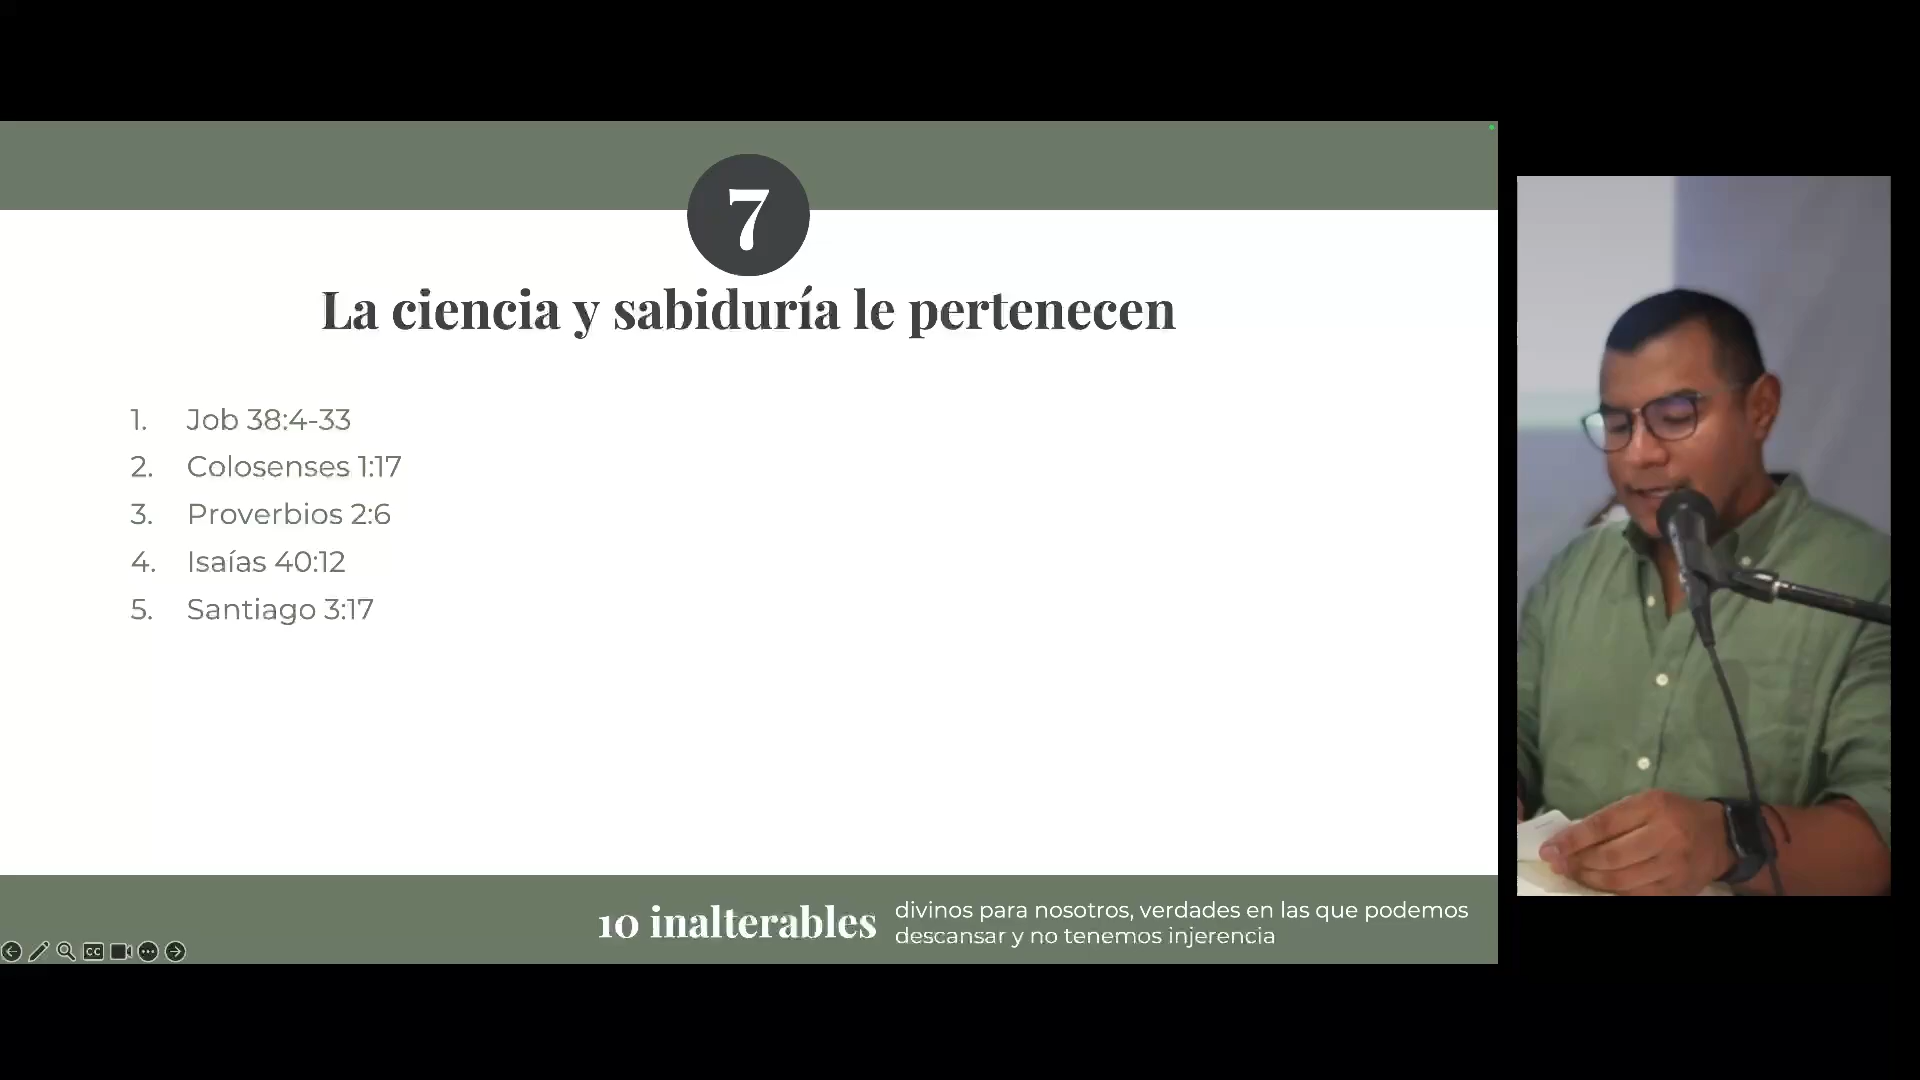 7
La ciencia y sabiduría le pertenecen
1. Job 38:4-33
2. Colosenses 1:17
3. Proverbios 2:6
4. Isaías 40:12
5. Santiago 3:17
10 inalterables
divinos para nosotros, verdades en las que podemos
descansar y no tenemos injerencia
CC